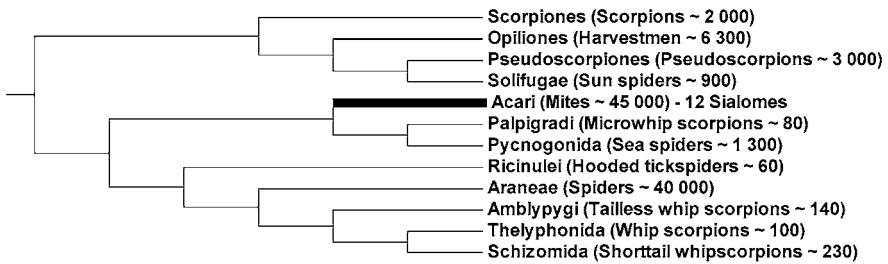 Scorpiones (Scorpions ~ 2 000)
Opiliones (Harvestmen ~ 6 300)
Pseudoscorpiones (Pseudoscorpions ~ 3 000)
Solifugae (Sun spiders ~ 900)
Acari (Mites ~ 45 000) - 12 Sialomes
Palpigradi (Microwhip scorpions ~ 80)
Pycnogonida (Sea spiders ~ 1 300)
Ricinulei (Hooded tickspiders ~ 60)
Araneae (Spiders ~ 40 000)
Amblypygi (Tailless whip scorpions ~ 140)
Thelyphonida (Whip scorpions ~ 100)
Schizomida (Shorttail whipscorpions ~ 230)